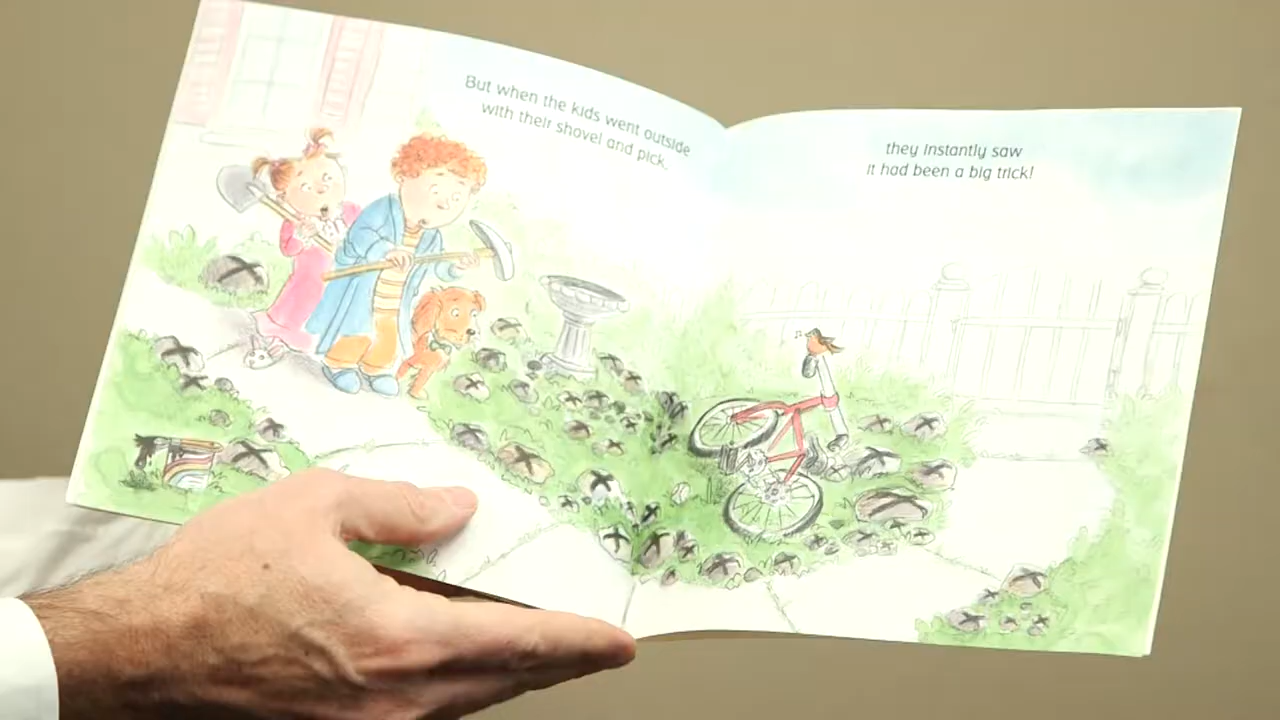 But when the kids went outside
with their shovel and pick,
they instantly saw
it had been a big trick!